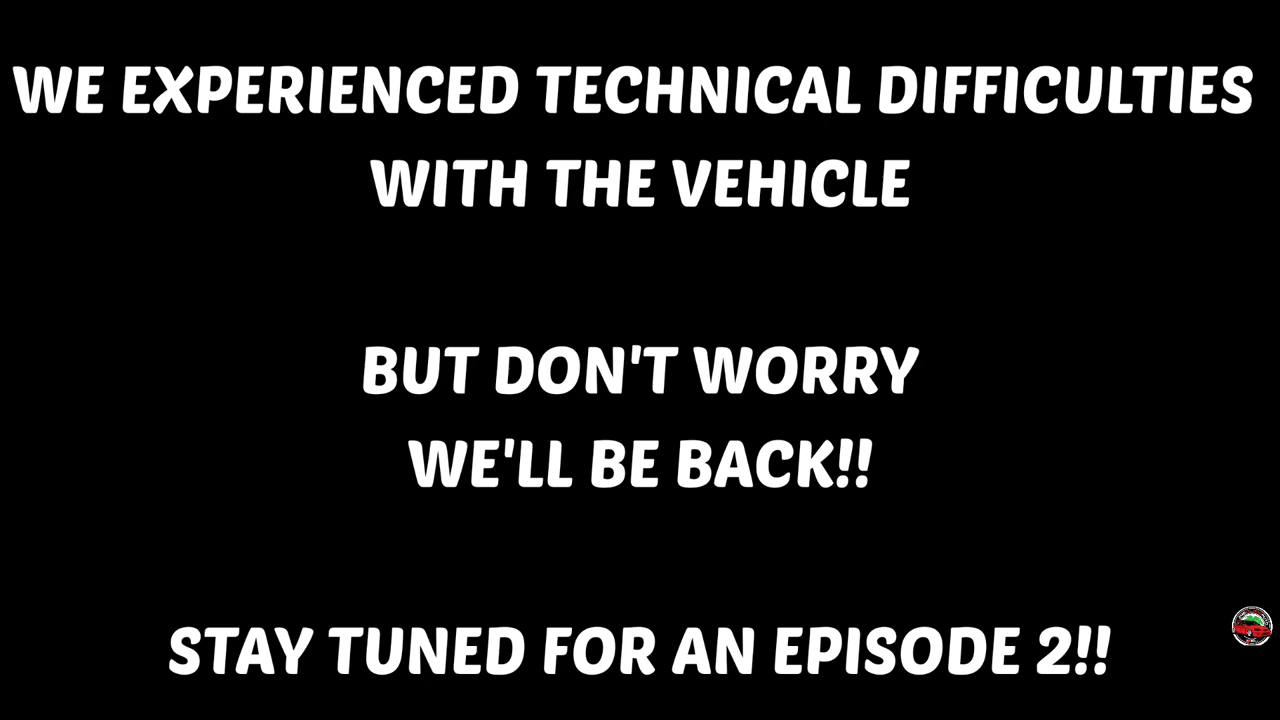 WE EXPERIENCED TECHNICAL DIFFICULTIES
WITH THE VEHICLE
BUT DON'T WORRY
WE'LL BE BACK!!
STAY TUNED FOR AN EPISODE 2!!